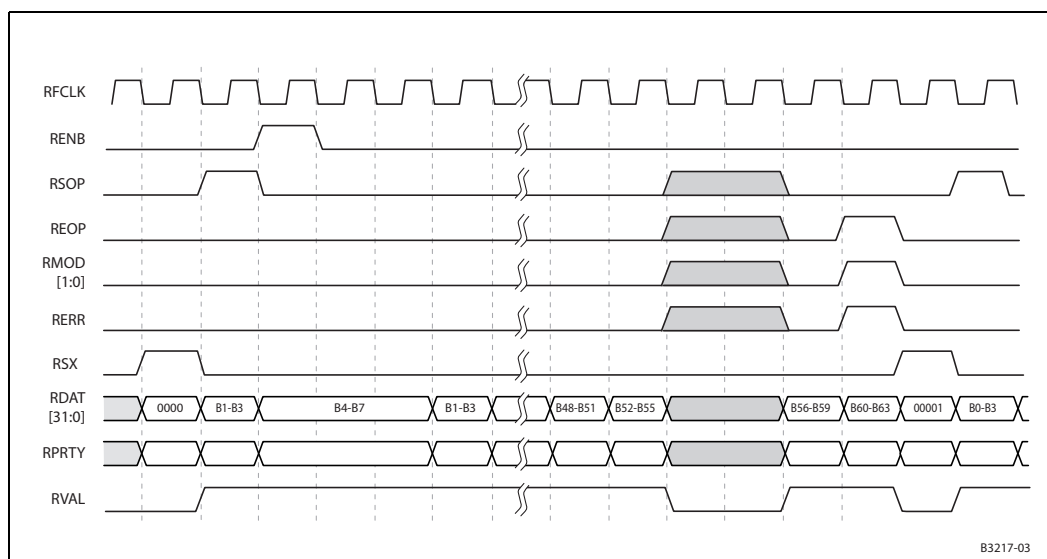 RFCLK
RENB
RSOP
REOP
RMOD
[1:0]
RERR
RSX
RDAT
[31:0]
0000 B1-B3 B4-B7 B1-B3 B48-B51 B52-B55 B56-B59 B60-B63 00001 B0-B3
RPRTY
RVAL
B3217-03